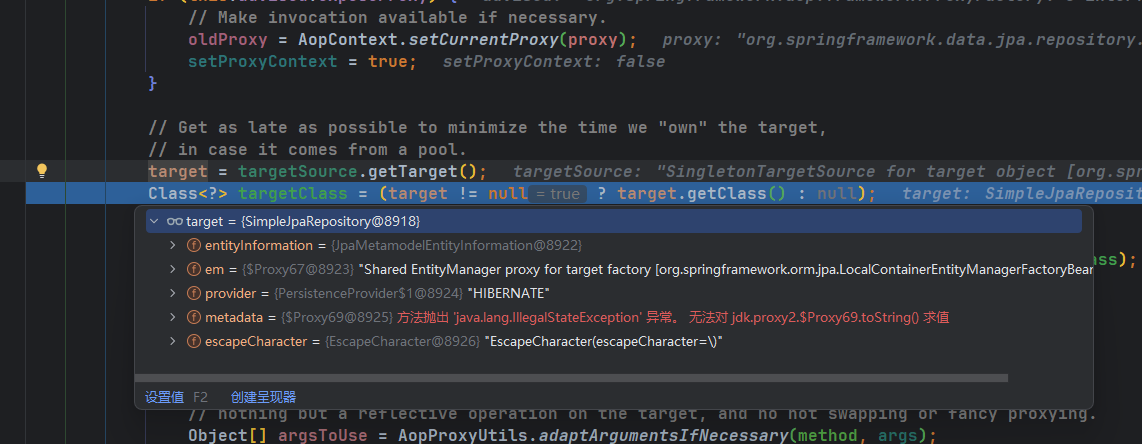 // Make invocation available if necessary.
oldProxy = AopContext.setCurrentProxy(proxy);   proxy: "org.springframework.data.jpa.repository.
setProxyContext = true;   setProxyContext: false
}
// Get as late as possible to minimize the time we "own" the target,
// in case it comes from a pool.
target = targetSource.getTarget();   targetSource: "SingletonTargetSource for target object [org.spr
Class<?> targetClass = (target != null = true ? target.getClass() : null);   target: SimpleJpaReposit
target = {SimpleJpaRepository@8918}
entityInformation = {JpaMetamodelEntityInformation@8922}
em = {$Proxy67@8923} "Shared EntityManager proxy for target factory [org.springframework.orm.jpa.LocalContainerEntityManagerFactoryBean
ass);
provider = {PersistenceProvider$1@8924} "HIBERNATE"
metadata = {$Proxy69@8925} 方法抛出 'java.lang.IllegalStateException' 异常。 无法对 jdk.proxy2.$Proxy69.toString() 求值
escapeCharacter = {EscapeCharacter@8926} "EscapeCharacter(escapeCharacter=\)"
设置值 F2 创建呈现器
// nothing but a reflective operation on the target, and no hot swapping or fancy proxying.
Object[] argsToUse = AopProxyUtils.adaptArgumentsIfNecessary(method, args);